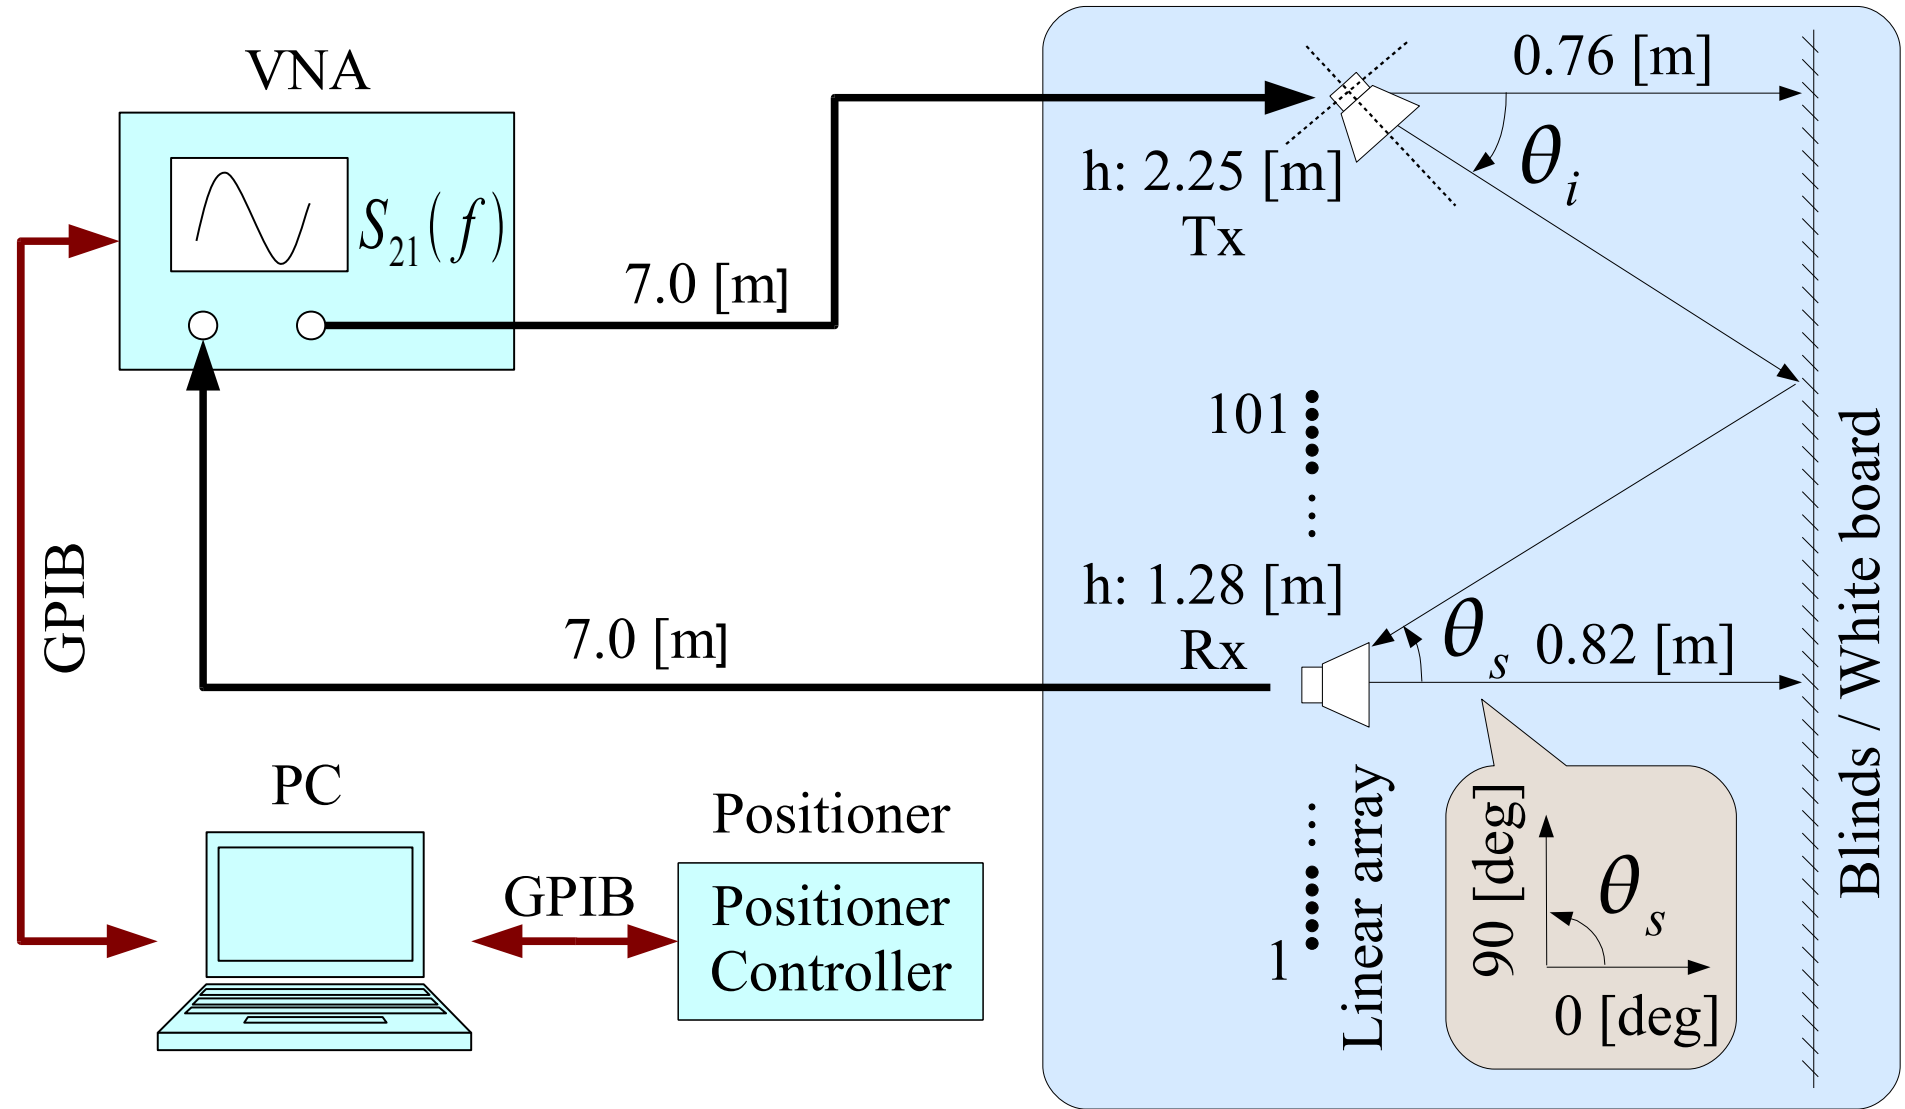 VNA
S21(f)
7.0 [m]
0.76 [m]
θi
h: 2.25 [m]
Tx
101
h: 1.28 [m]
Rx
θs
0.82 [m]
7.0 [m]
GPIB
Blinds / White board
PC
GPIB
Positioner
Positioner
Controller
1
Linear array
90 [deg]
θs
0 [deg]